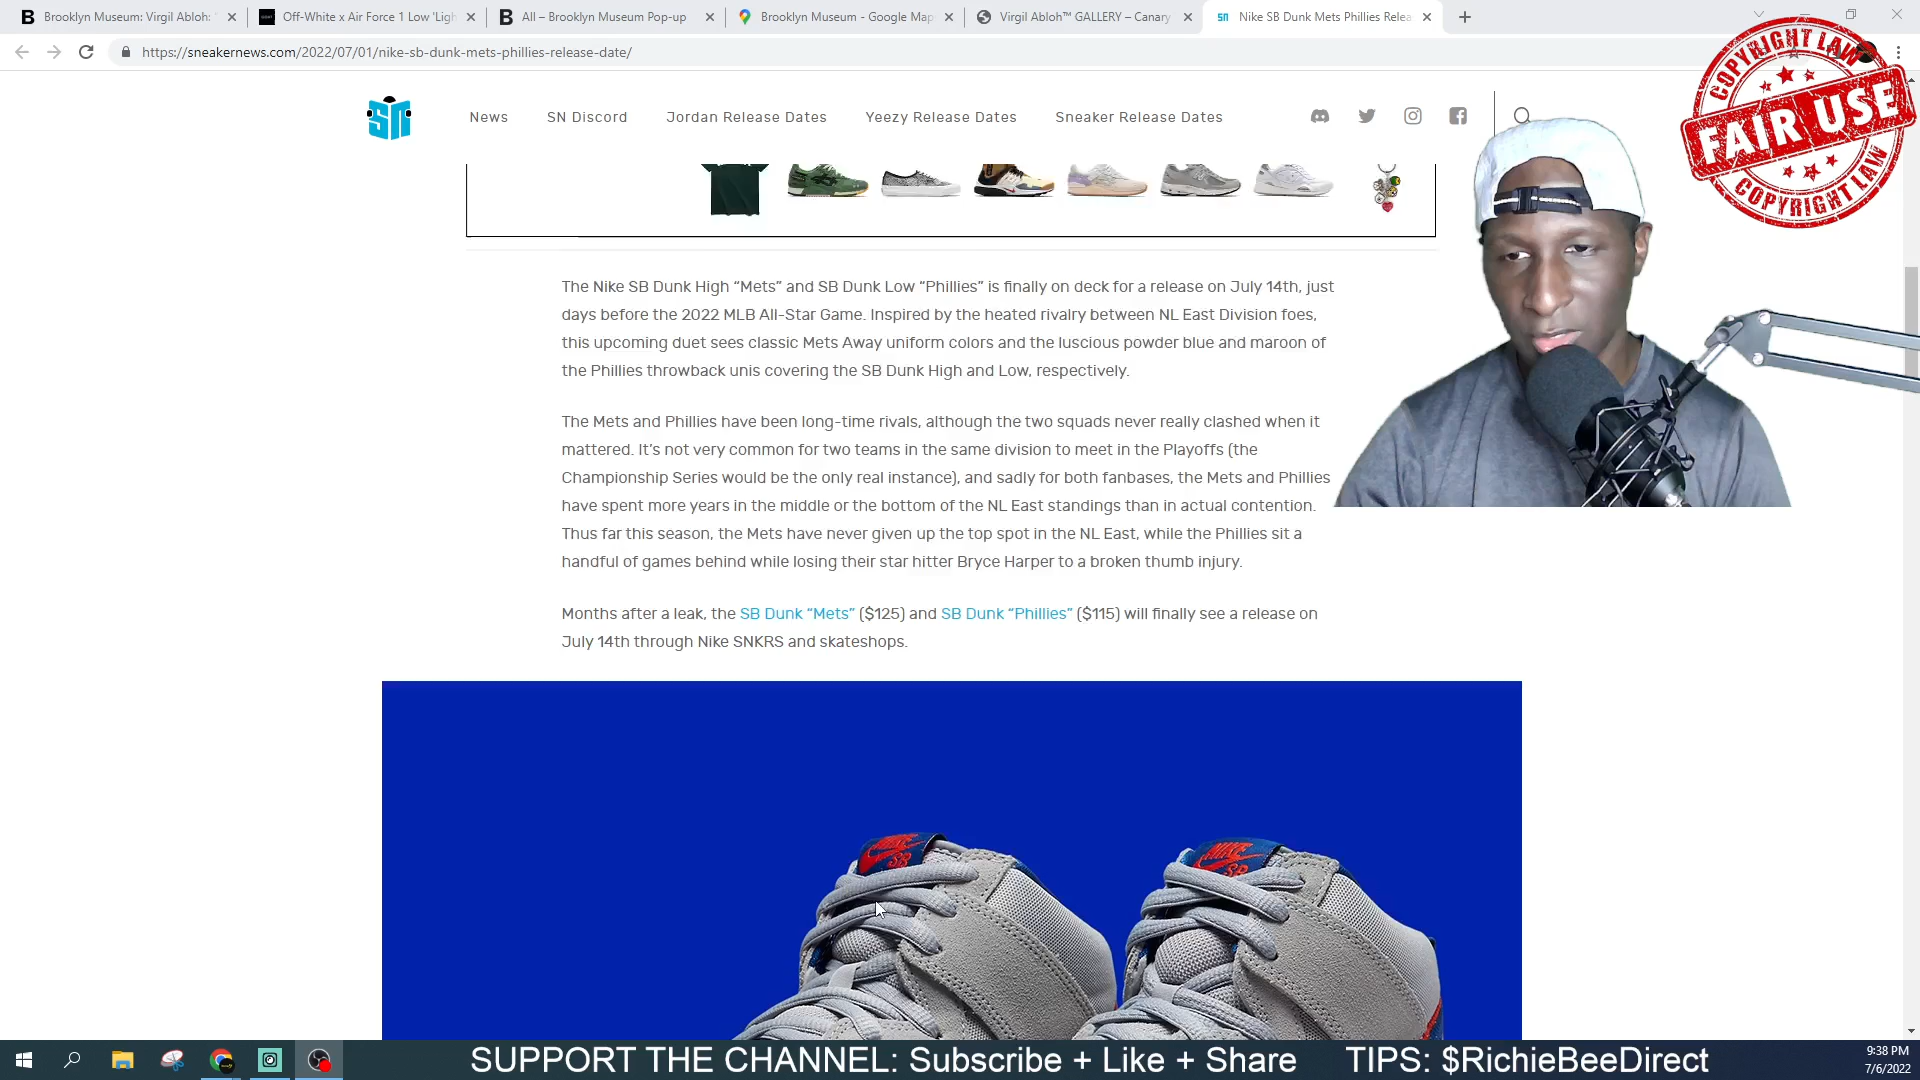 Brooklyn Museum: Virgil Abloh: "
Off-White x Air Force 1 Low 'Ligh
All – Brooklyn Museum Pop-up
Brooklyn Museum - Google Map
Virgil Abloh™ GALLERY – Canary
Nike SB Dunk Mets Phillies Relea
https://sneakernews.com/2022/07/01/nike-sb-dunk-mets-phillies-release-date/
COPYRIGHT LAW
FAIR USE
COPYRIGHT LAW
SN
News
SN Discord
Jordan Release Dates
Yeezy Release Dates
Sneaker Release Dates
The Nike SB Dunk High “Mets” and SB Dunk Low “Phillies” is finally on deck for a release on July 14th, just
days before the 2022 MLB All-Star Game. Inspired by the heated rivalry between NL East Division foes,
this upcoming duet sees classic Mets Away uniform colors and the luscious powder blue and maroon of
the Phillies throwback unis covering the SB Dunk High and Low, respectively.
The Mets and Phillies have been long-time rivals, although the two squads never really clashed when it
mattered. It’s not very common for two teams in the same division to meet in the Playoffs (the
Championship Series would be the only real instance), and sadly for both fanbases, the Mets and Phillies
have spent more years in the middle or the bottom of the NL East standings than in actual contention.
Thus far this season, the Mets have never given up the top spot in the NL East, while the Phillies sit a
handful of games behind while losing their star hitter Bryce Harper to a broken thumb injury.
Months after a leak, the SB Dunk “Mets” ($125) and SB Dunk “Phillies” ($115) will finally see a release on
July 14th through Nike SNKRS and skateshops.
NIKE
SB
NIKE
SB
SUPPORT THE CHANNEL: Subscribe + Like + Share TIPS: $RichieBeeDirect
9:38 PM
7/6/2022